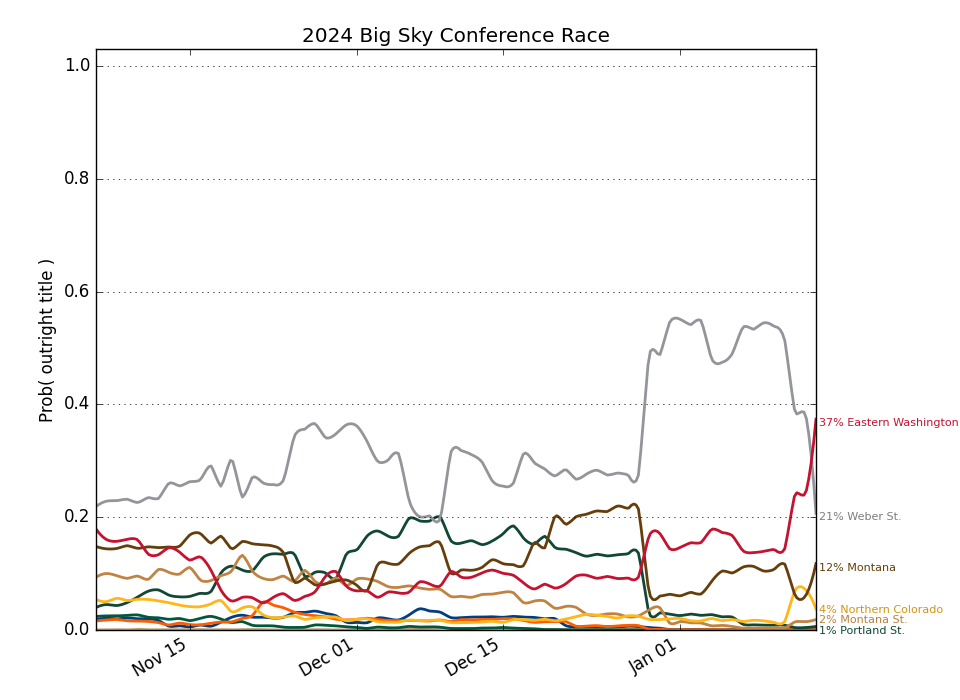 2024 Big Sky Conference Race
Prob( outright title )
1.0
0.8
0.6
0.4
0.2
0.0
Nov 15
Dec 01
Dec 15
Jan 01
37% Eastern Washington
21% Weber St.
12% Montana
4% Northern Colorado
2% Montana St.
1% Portland St.